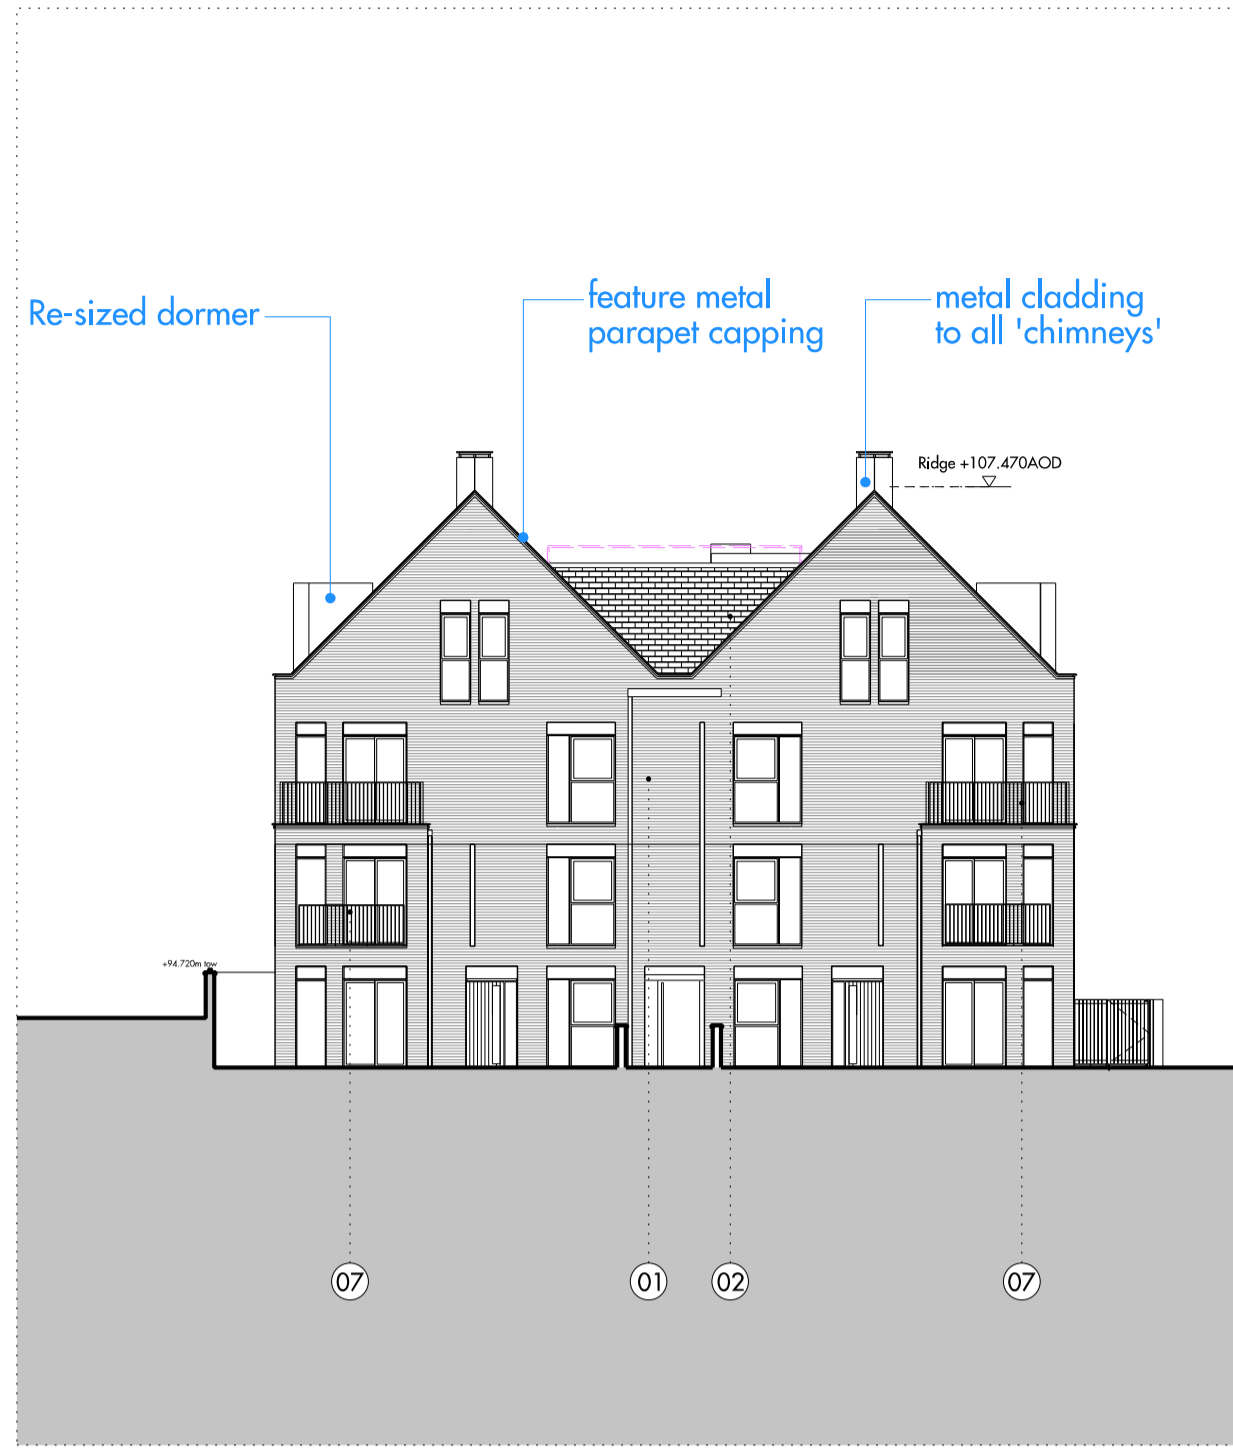 Re-sized dormer
feature metal
parapet capping
metal cladding
to all 'chimneys'
Ridge +107.470AOD
+94.720m tow
07
01
02
07